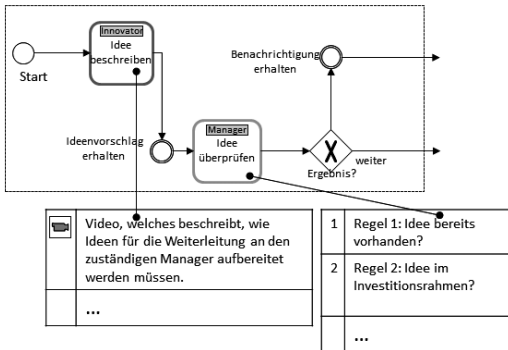 Innovator
Idee
beschreiben
Start
Benachrichtigung
erhalten
Ideenvorschlag
erhalten
Manager
Idee
überprüfen
X
weiter
Ergebnis?
Video, welches beschreibt, wie
Ideen für die Weiterleitung an den
zuständigen Manager aufbereitet
werden müssen.
...
1 Regel 1: Idee bereits
vorhanden?
2 Regel 2: Idee im
Investitionsrahmen?
...